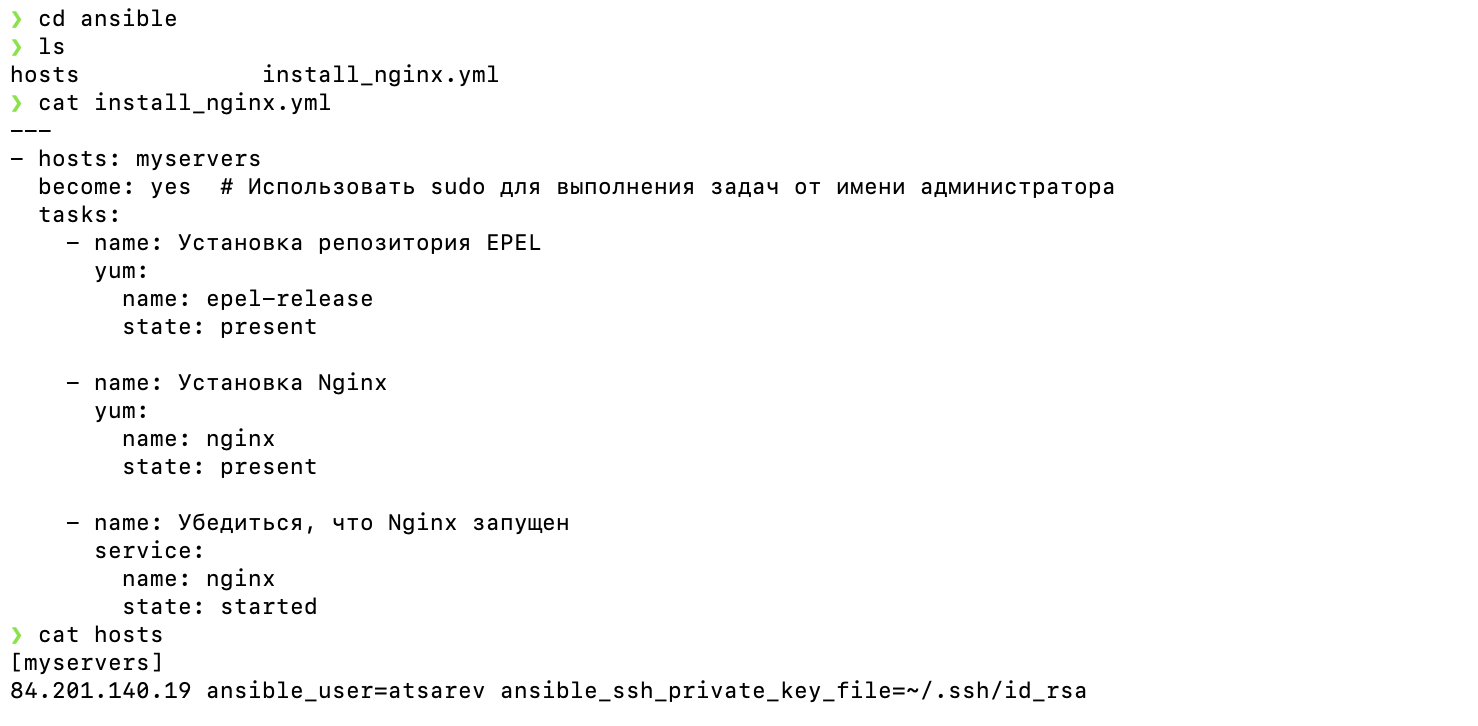 ❯ cd ansible
❯ ls
hosts             install_nginx.yml
❯ cat install_nginx.yml
---
- hosts: myservers
  become: yes  # Использовать sudo для выполнения задач от имени администратора
  tasks:
    - name: Установка репозитория EPEL
      yum:
        name: epel-release
        state: present

    - name: Установка Nginx
      yum:
        name: nginx
        state: present

    - name: Убедиться, что Nginx запущен
      service:
        name: nginx
        state: started
❯ cat hosts
[myservers]
84.201.140.19 ansible_user=atsarev ansible_ssh_private_key_file=~/.ssh/id_rsa